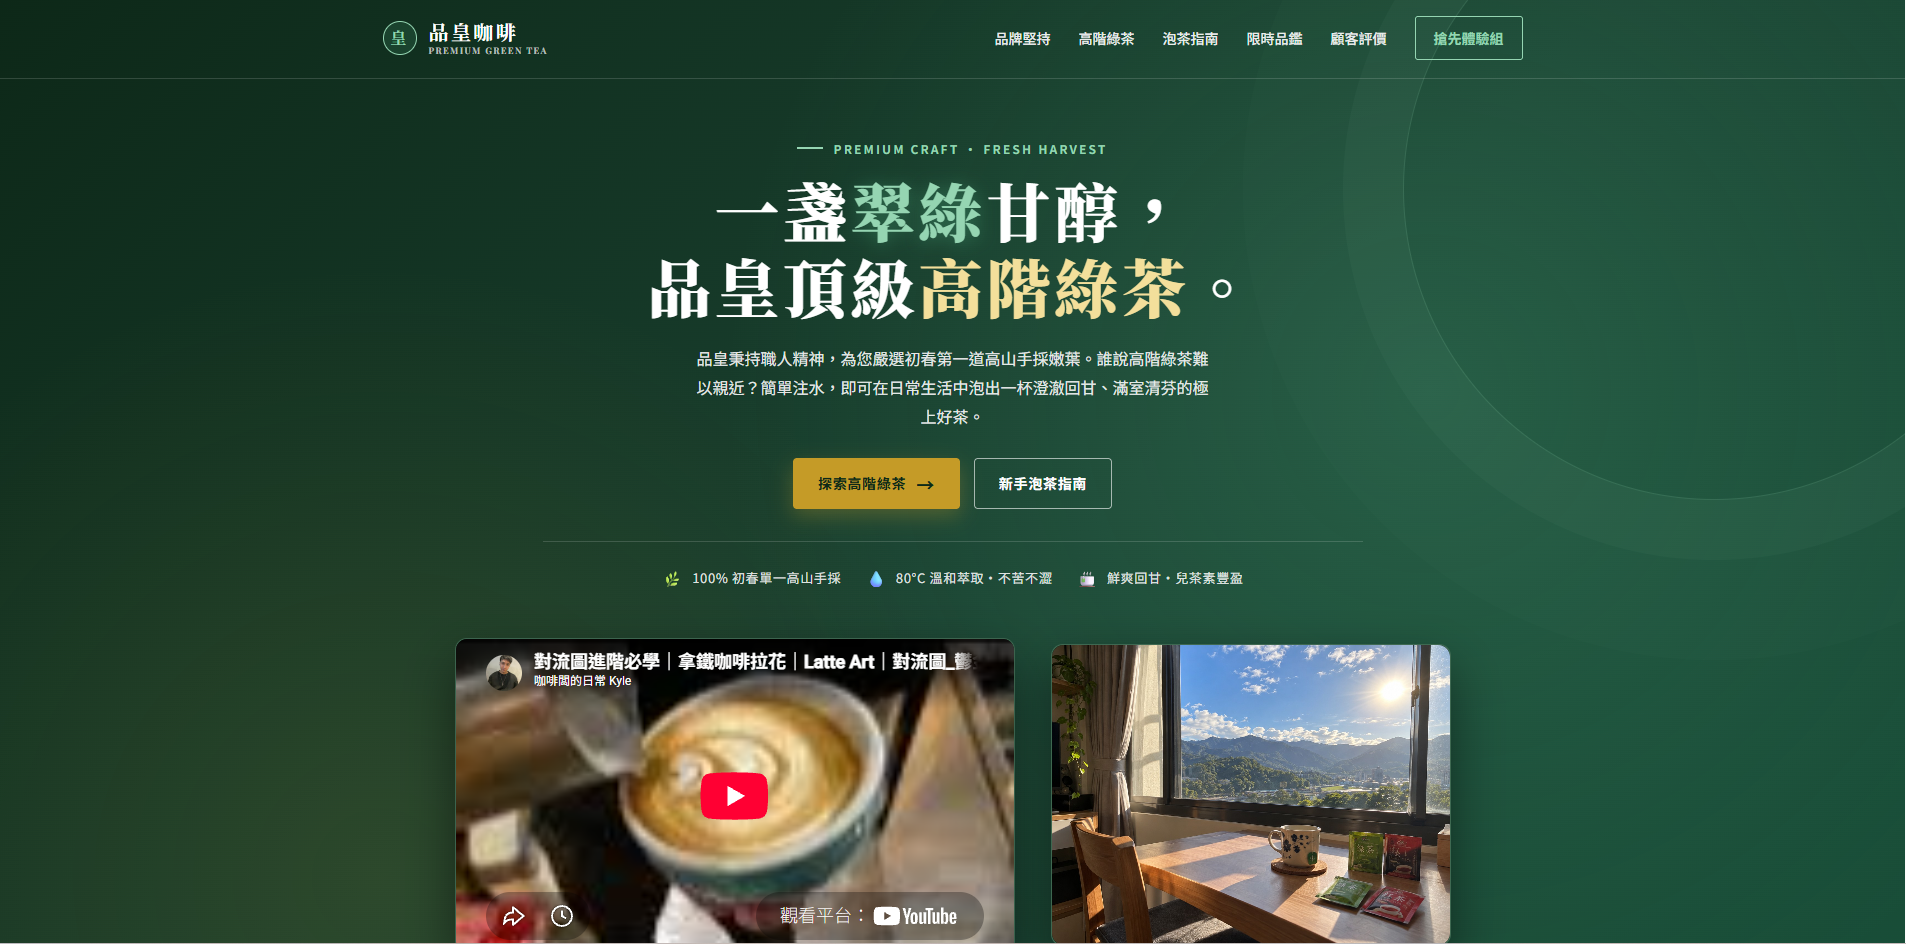 皇
品皇咖啡
PREMIUM GREEN TEA
品牌堅持
高階綠茶
泡茶指南
限時品鑑
顧客評價
搶先體驗組
PREMIUM CRAFT • FRESH HARVEST
一盞翠綠甘醇，
品皇頂級高階綠茶。
品皇秉持職人精神，為您嚴選初春第一道高山手採嫩葉。誰說高階綠茶難
以親近？簡單注水，即可在日常生活中泡出一杯澄澈回甘、滿室清芬的極
上好茶。
探索高階綠茶 →
新手泡茶指南
100% 初春單一高山手採
80°C 溫和萃取・不苦不澀
鮮爽回甘・兒茶素豐盈
對流圖進階必學｜拿鐵咖啡拉花｜Latte Art｜對流圖_鬱
咖啡閣的日常 Kyle
觀看平台：YouTube